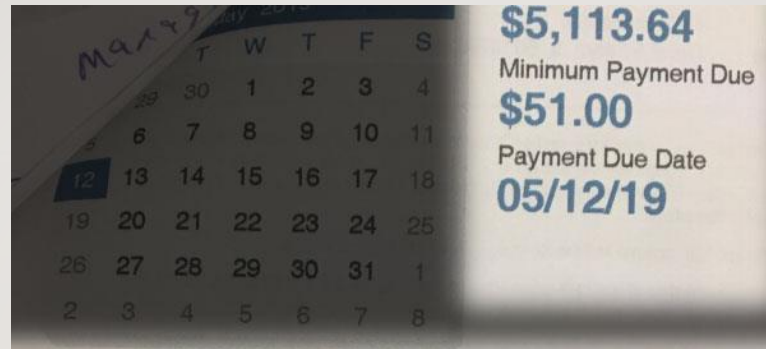 Manag
May 2019
T W T F S
29 30 1 2 3 4
5 6 7 8 9 10 11
12 13 14 15 16 17 18
19 20 21 22 23 24 25
26 27 28 29 30 31 1
2 3 4 5 6 7 8
$5,113.64
Minimum Payment Due
$51.00
Payment Due Date
05/12/19